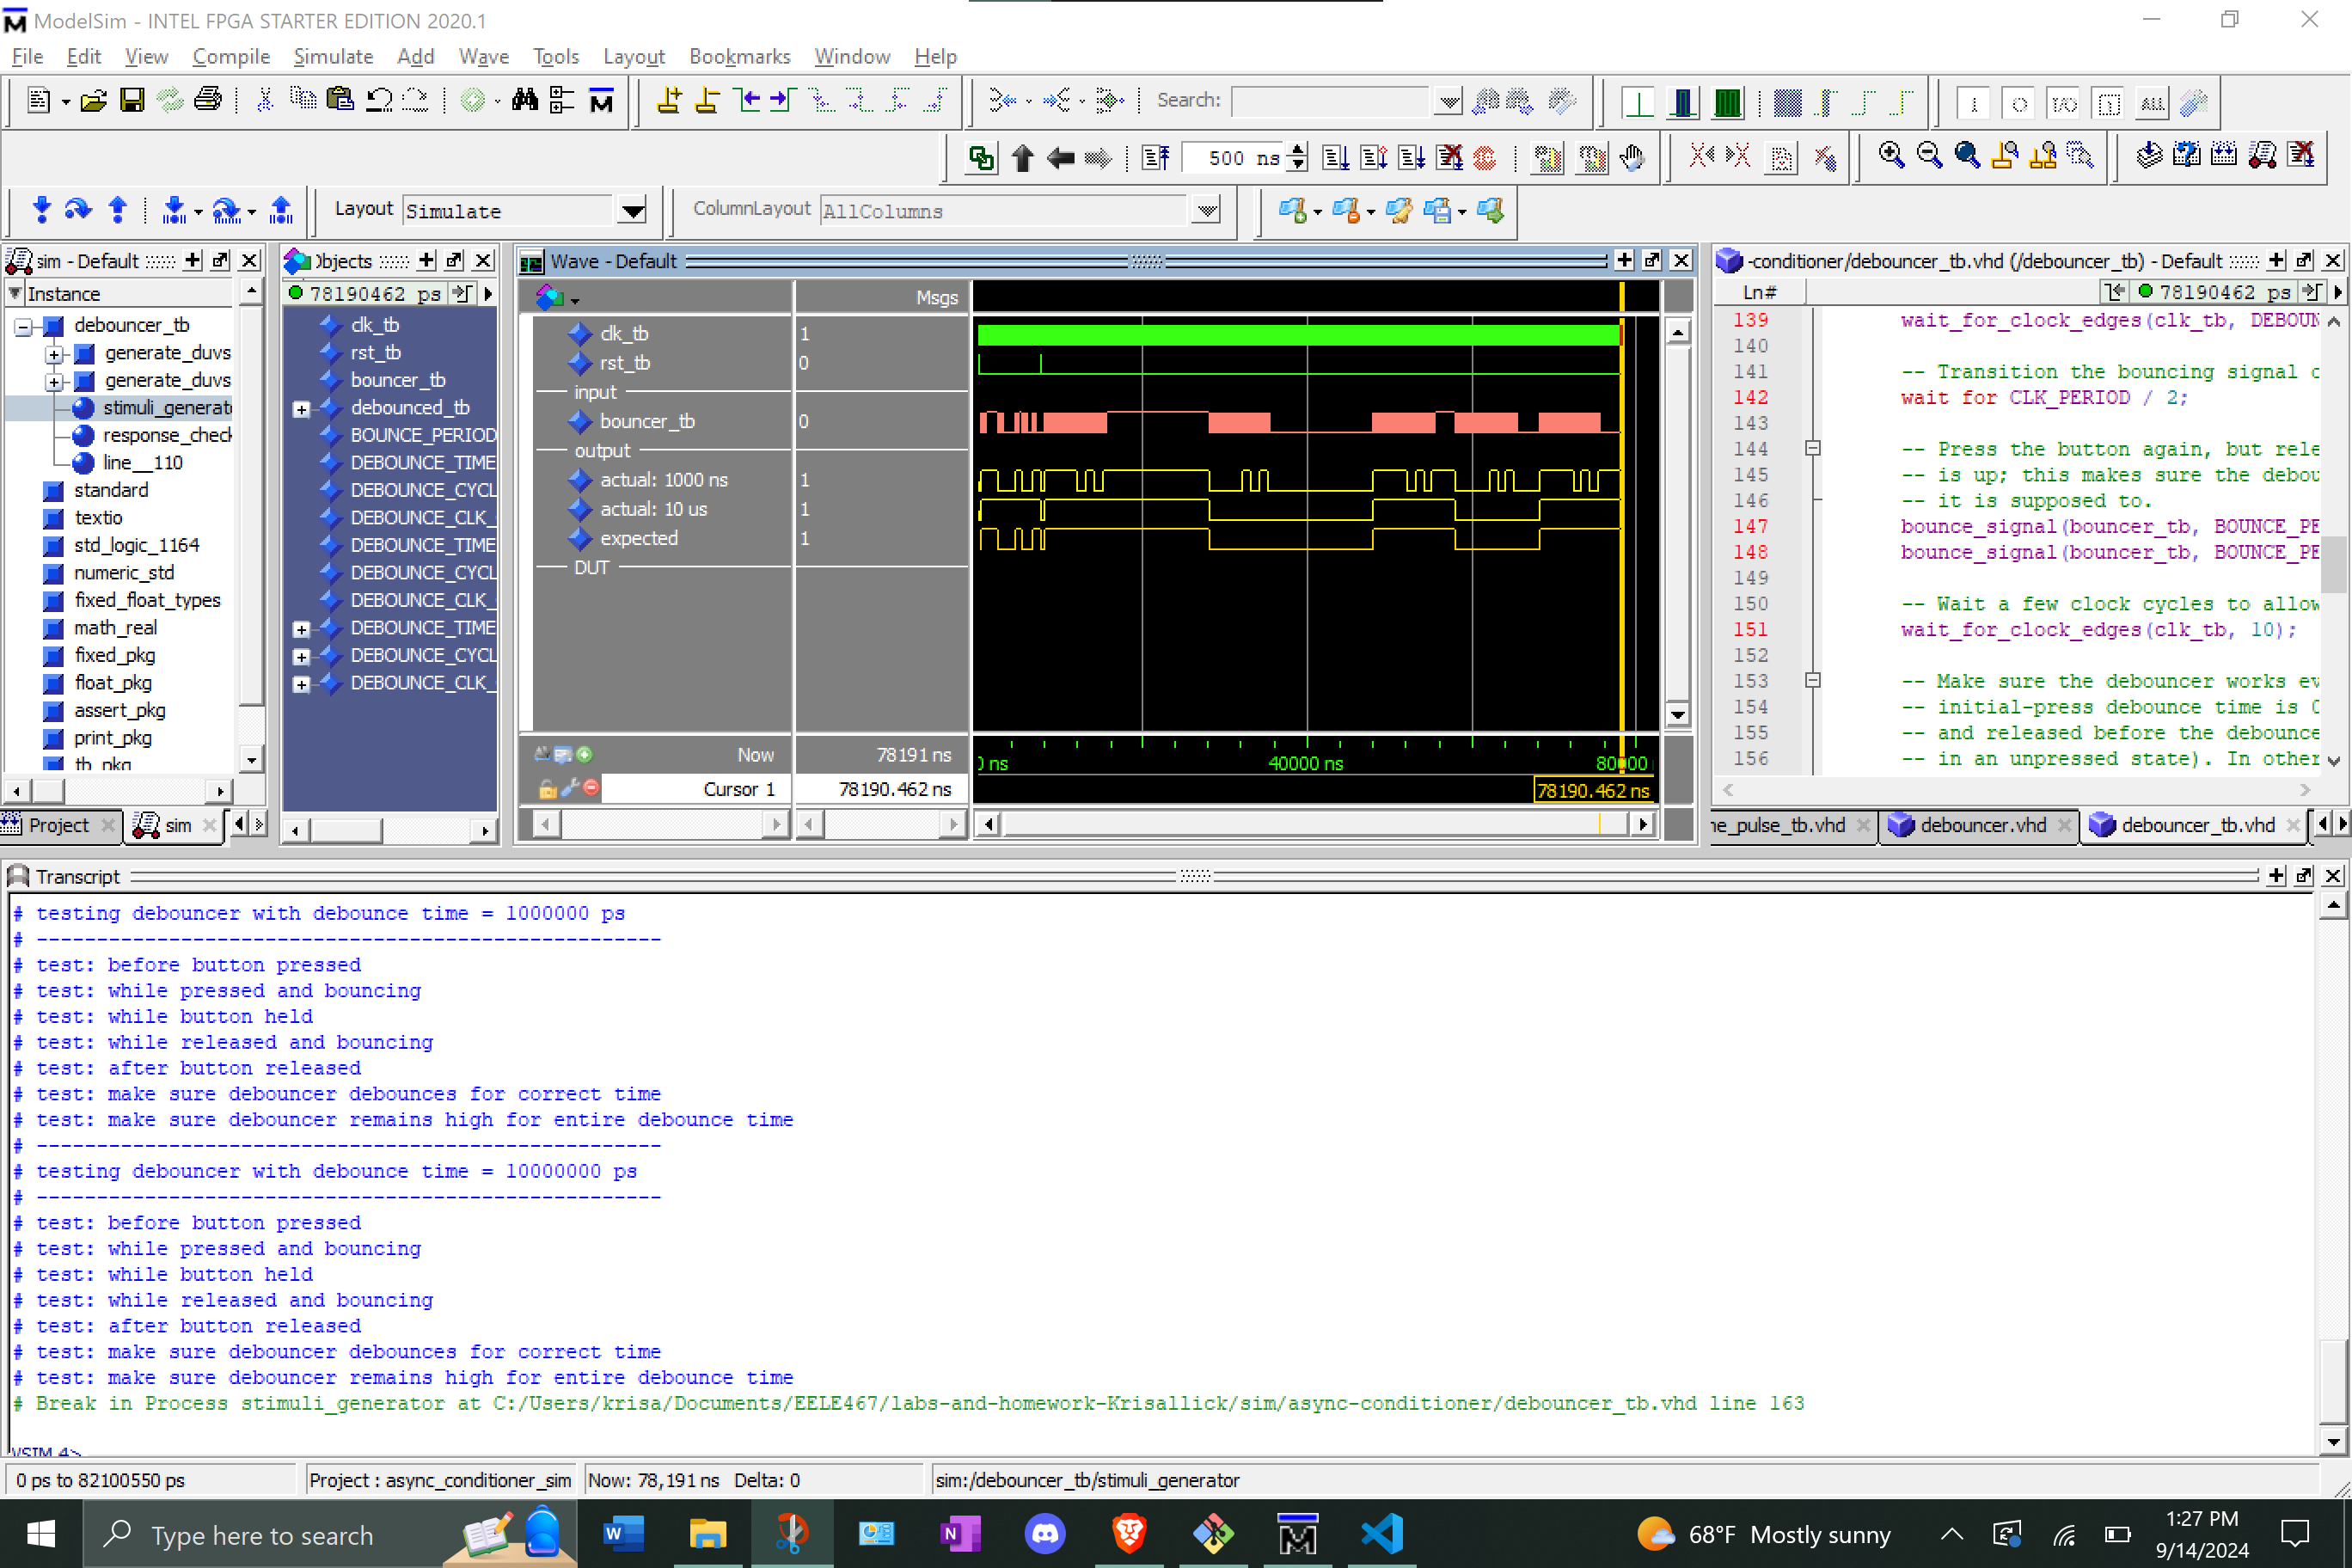 ModelSim - INTEL FPGA STARTER EDITION 2020.1
File Edit View Compile Simulate Add Wave Tools Layout Bookmarks Window Help
Search:
500 ns
Layout Simulate
ColumnLayout AllColumns
sim - Default
Instance
debouncer_tb
generate_duvs
generate_duvs
stimuli_generat
response_check
line__110
standard
textio
std_logic_1164
numeric_std
fixed_float_types
math_real
fixed_pkg
float_pkg
assert_pkg
print_pkg
tb_pkg
Project sim
Objects
78190462 ps
clk_tb
rst_tb
bouncer_tb
debounced_tb
BOUNCE_PERIOD
DEBOUNCE_TIME
DEBOUNCE_CYCL
DEBOUNCE_CLK_
DEBOUNCE_TIME
DEBOUNCE_CYCL
DEBOUNCE_CLK_
DEBOUNCE_TIME
DEBOUNCE_CYCL
DEBOUNCE_CLK_
Wave - Default
Msgs
clk_tb 1
rst_tb 0
input
bouncer_tb 0
output
actual: 1000 ns 1
actual: 10 us 1
expected 1
DUT
Now 78191 ns
0 ns 40000 ns 80000
Cursor 1 78190.462 ns
78190.462 ns
-conditioner/debouncer_tb.vhd (/debouncer_tb) - Default
Ln# 78190462 ps
139 wait_for_clock_edges(clk_tb, DEBOUN
140
141 -- Transition the bouncing signal c
142 wait for CLK_PERIOD / 2;
143
144 -- Press the button again, but rele
145 -- is up; this makes sure the debou
146 -- it is supposed to.
147 bounce_signal(bouncer_tb, BOUNCE_PE
148 bounce_signal(bouncer_tb, BOUNCE_PE
149
150 -- Wait a few clock cycles to allow
151 wait_for_clock_edges(clk_tb, 10);
152
153 -- Make sure the debouncer works ev
154 -- initial-press debounce time is 0
155 -- and released before the debounce
156 -- in an unpressed state). In other
ne_pulse_tb.vhd debouncer.vhd debouncer_tb.vhd
Transcript
# testing debouncer with debounce time = 1000000 ps
# ----------------------------------------------------
# test: before button pressed
# test: while pressed and bouncing
# test: while button held
# test: while released and bouncing
# test: after button released
# test: make sure debouncer debounces for correct time
# test: make sure debouncer remains high for entire debounce time
# ----------------------------------------------------
# testing debouncer with debounce time = 10000000 ps
# ----------------------------------------------------
# test: before button pressed
# test: while pressed and bouncing
# test: while button held
# test: while released and bouncing
# test: after button released
# test: make sure debouncer debounces for correct time
# test: make sure debouncer remains high for entire debounce time
# Break in Process stimuli_generator at C:/Users/krisa/Documents/EELE467/labs-and-homework-Krisallick/sim/async-conditioner/debouncer_tb.vhd line 163
VSIM 4>
0 ps to 82100550 ps Project : async_conditioner_sim Now: 78,191 ns Delta: 0 sim:/debouncer_tb/stimuli_generator
Type here to search
68°F Mostly sunny
1:27 PM
9/14/2024